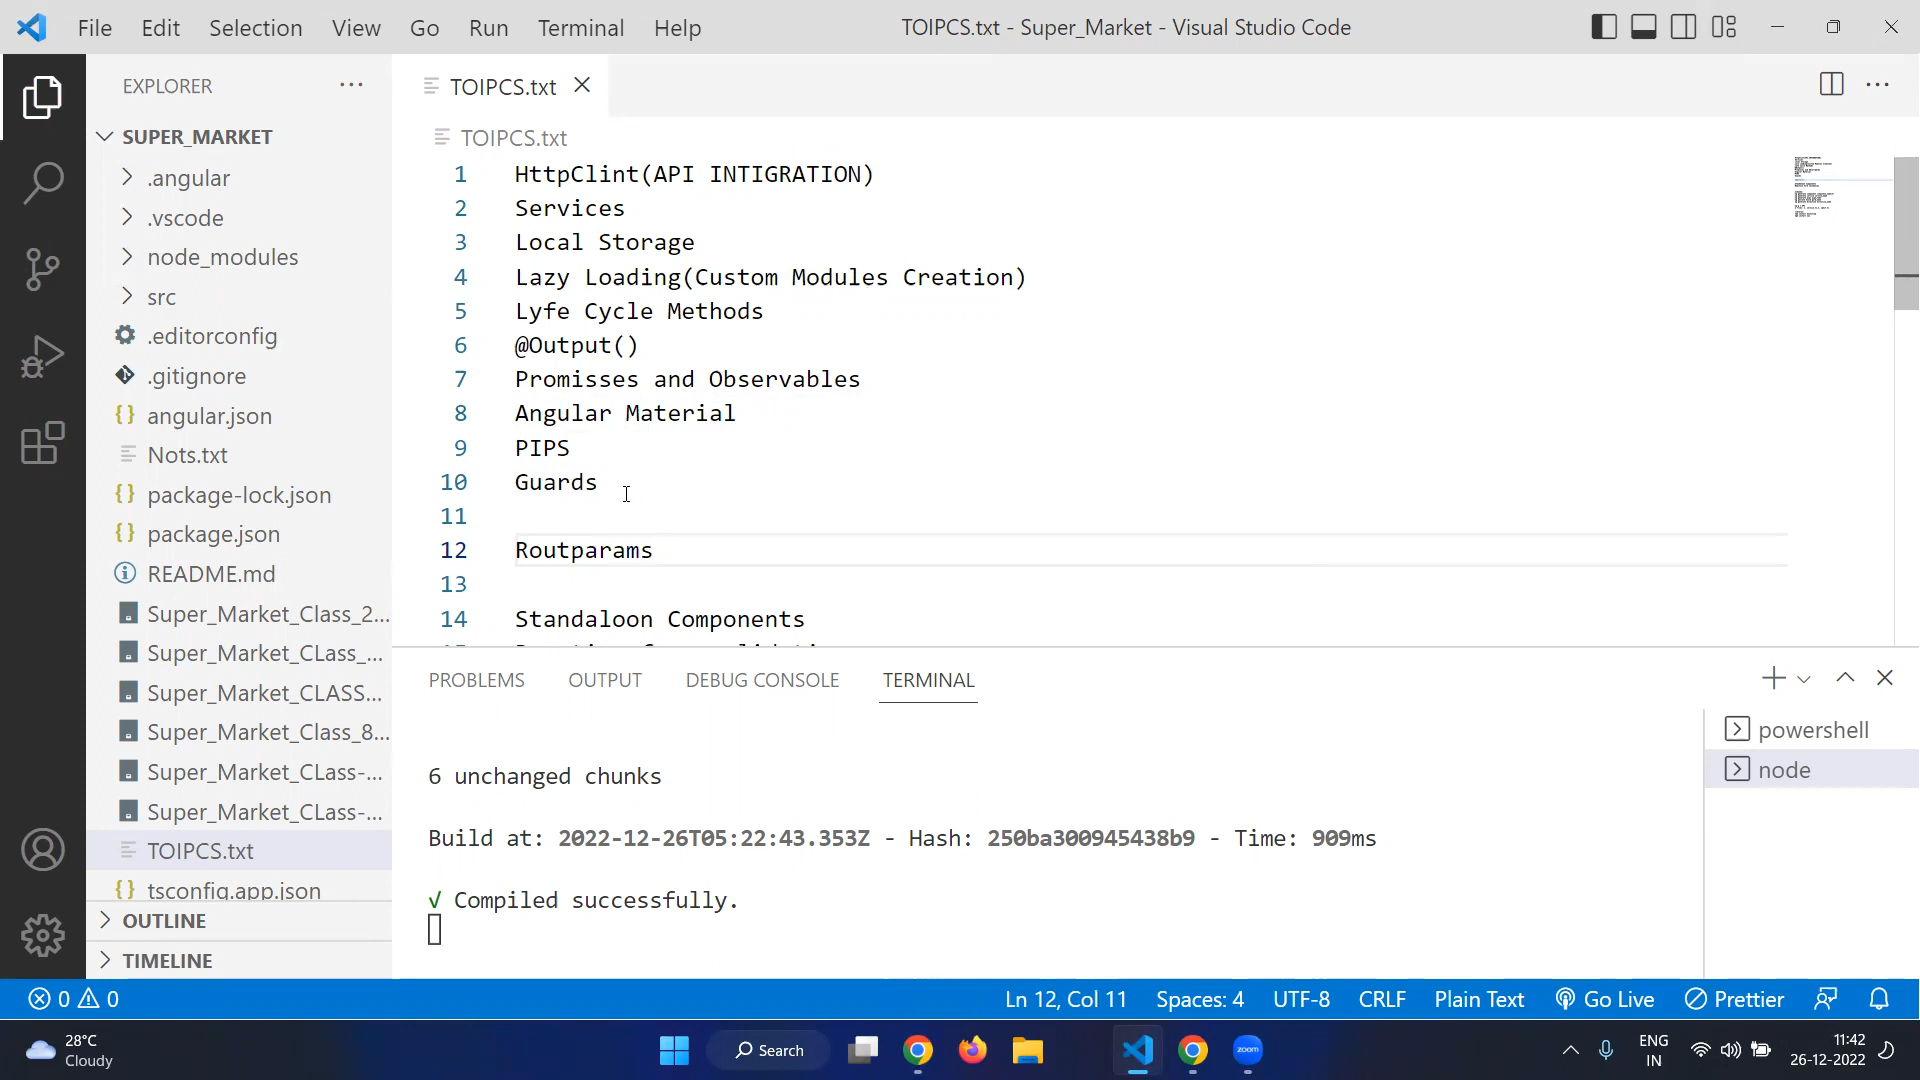 File Edit Selection View Go Run Terminal Help TOIPCS.txt - Super_Market - Visual Studio Code
EXPLORER
TOIPCS.txt
SUPER_MARKET
TOIPCS.txt
.angular
.vscode
node_modules
src
.editorconfig
.gitignore
angular.json
Nots.txt
package-lock.json
package.json
README.md
Super_Market_Class_2...
Super_Market_CLass_...
Super_Market_CLASS...
Super_Market_Class_8...
Super_Market_CLass-...
Super_Market_CLass-...
TOIPCS.txt
tsconfig.app.json
OUTLINE
TIMELINE
1 HttpClint(API INTIGRATION)
2 Services
3 Local Storage
4 Lazy Loading(Custom Modules Creation)
5 Lyfe Cycle Methods
6 @Output()
7 Promisses and Observables
8 Angular Material
9 PIPS
10 Guards
11
12 Routparams
13
14 Standaloon Components
PROBLEMS OUTPUT DEBUG CONSOLE TERMINAL
6 unchanged chunks
Build at: 2022-12-26T05:22:43.353Z - Hash: 250ba300945438b9 - Time: 909ms
√ Compiled successfully.
powershell
node
0 0 Ln 12, Col 11 Spaces: 4 UTF-8 CRLF Plain Text Go Live Prettier
28°C
Cloudy
Search
zoom
ENG
IN
11:42
26-12-2022